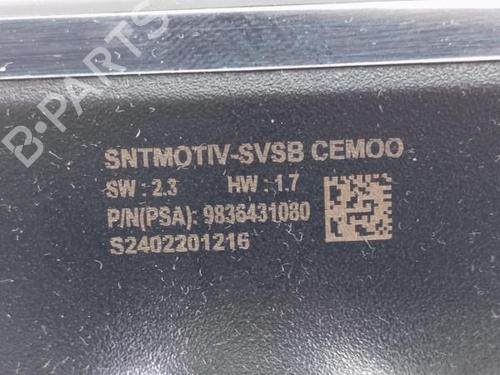 B-PARTS
SNTMOTIV-SVSB CEMOO
SW : 2.3 HW : 1.7
P/N(PSA): 9836431080
S2402201216